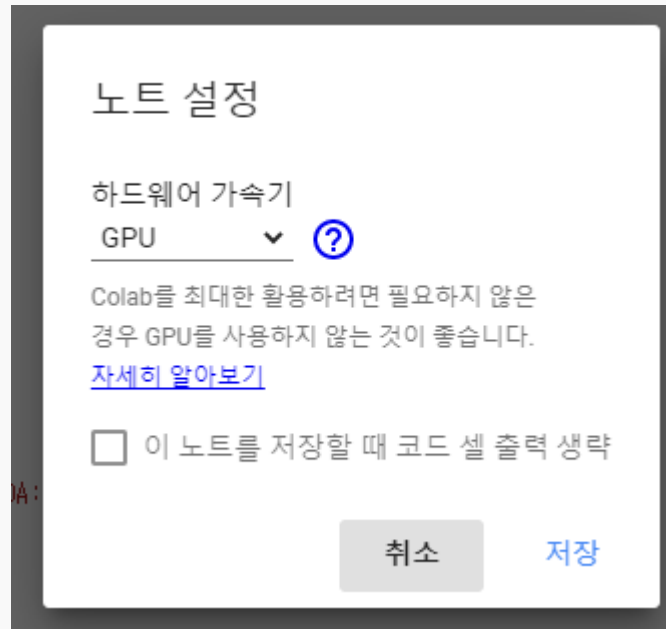 노트 설정
하드웨어 가속기
GPU
?
Colab를 최대한 활용하려면 필요하지 않은
경우 GPU를 사용하지 않는 것이 좋습니다.
자세히 알아보기
이 노트를 저장할 때 코드 셀 출력 생략
DA:
취소 저장